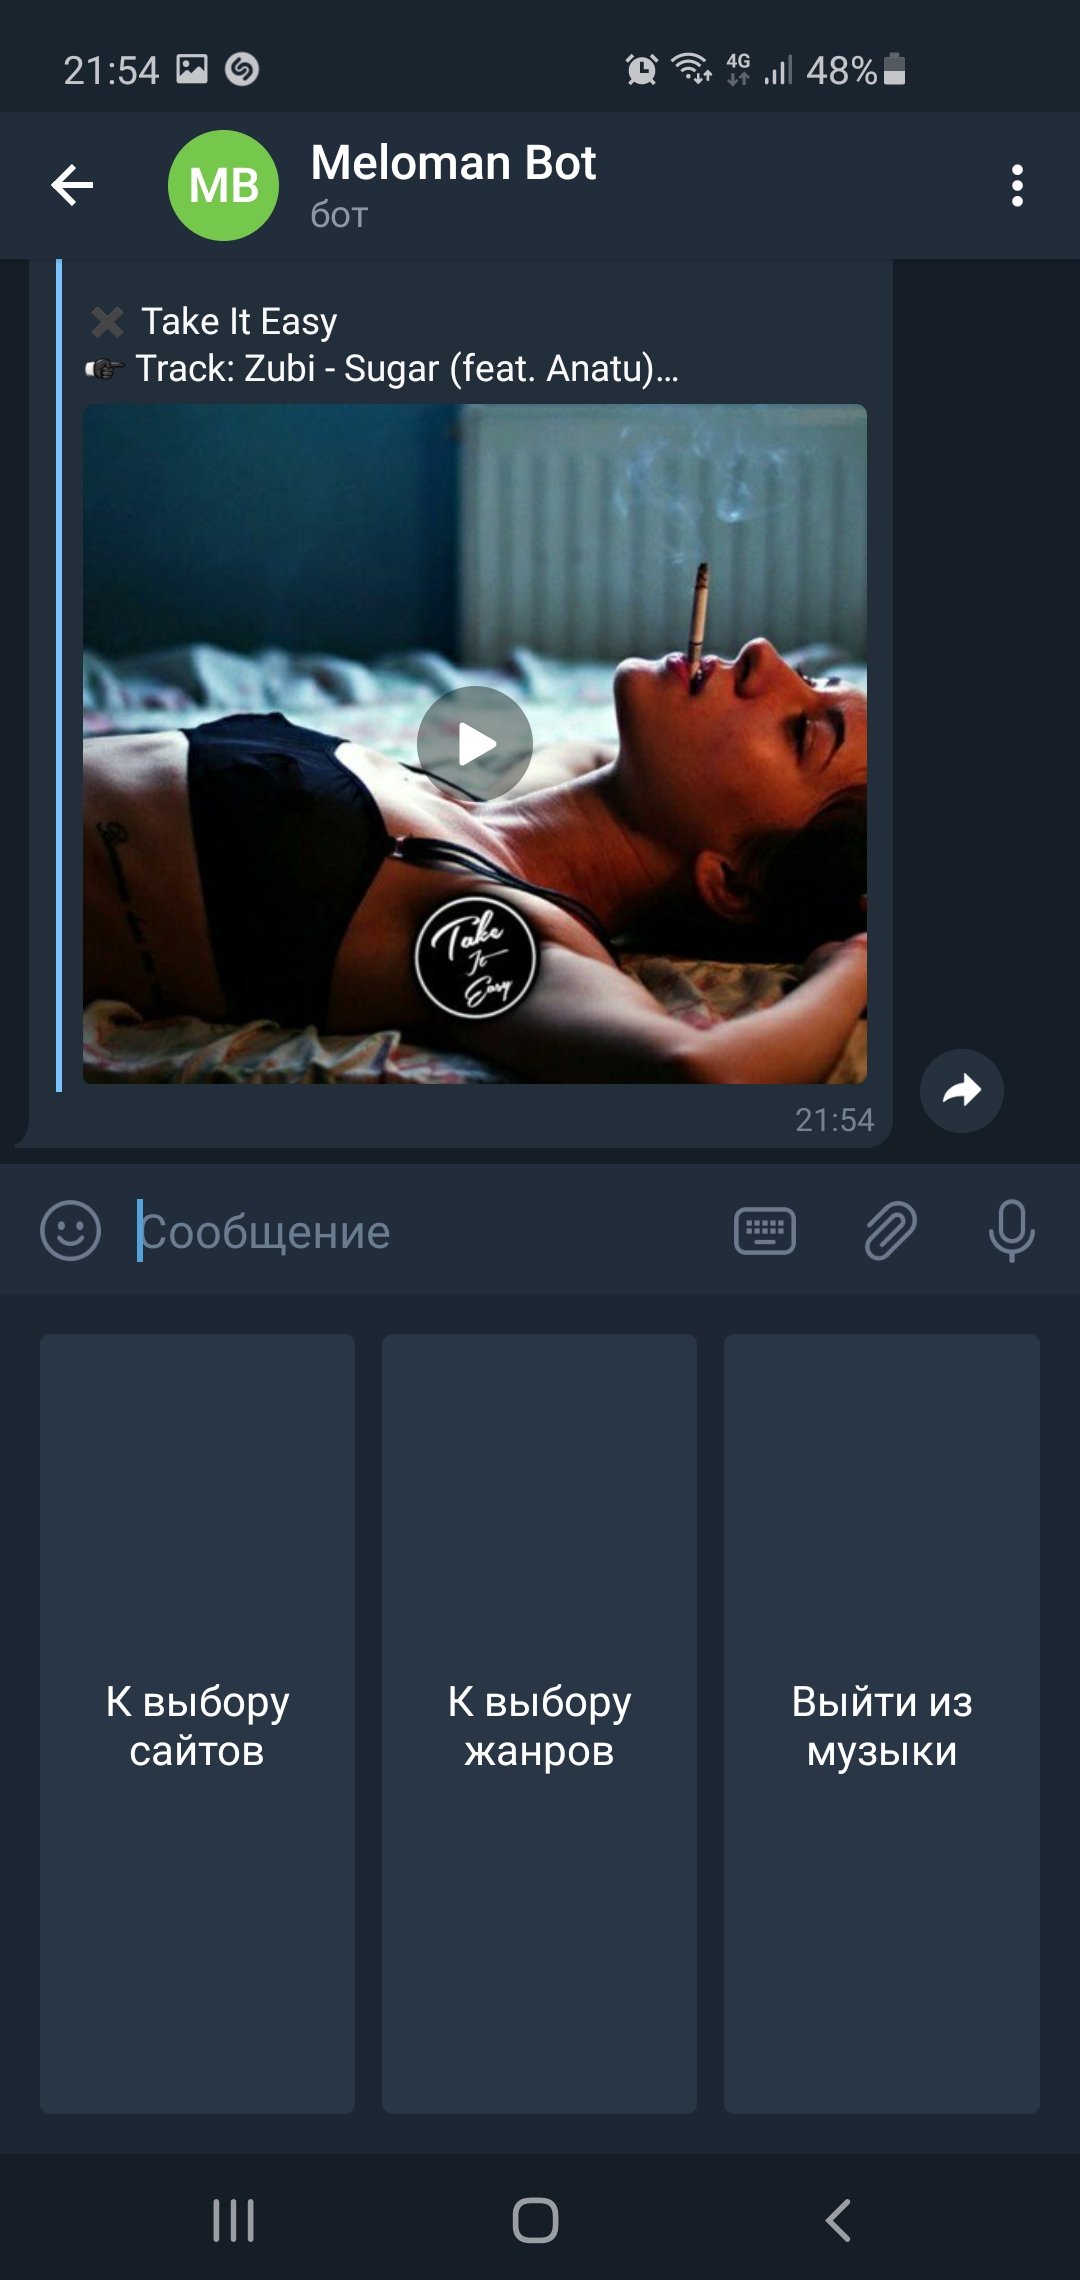 21:54
4G
48%
MB
Meloman Bot
бот
Take It Easy
Track: Zubi - Sugar (feat. Anatu)...
Take
It
Easy
21:54
Сообщение
К выбору
сайтов
К выбору
жанров
Выйти из
музыки